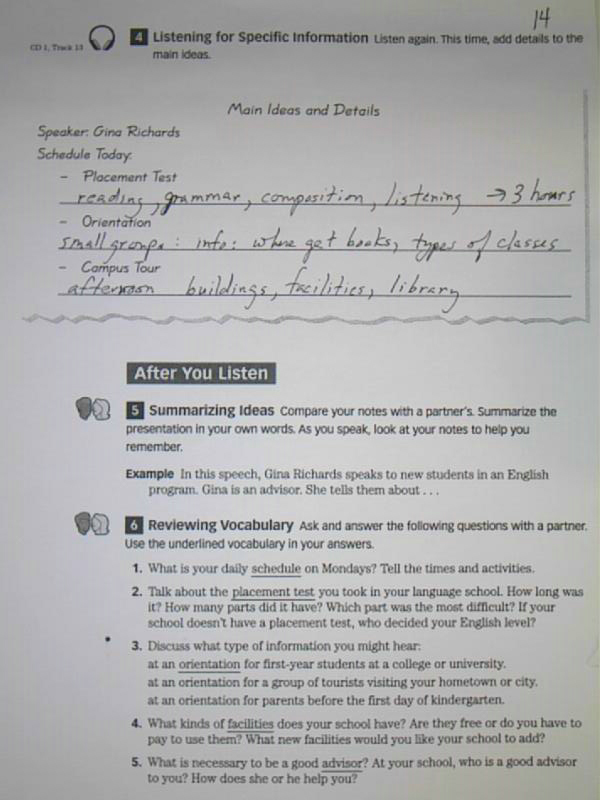 14
CD 1, Track 13
4 Listening for Specific Information Listen again. This time, add details to the
main ideas.
Main Ideas and Details
Speaker: Gina Richards
Schedule Today:
– Placement Test
reading, grammar, composition, listening → 3 hours
– Orientation
small groups : info: where get books, types of classes
– Campus Tour
afternoon buildings, facilities, library
After You Listen
5 Summarizing Ideas Compare your notes with a partner's. Summarize the
presentation in your own words. As you speak, look at your notes to help you
remember.
Example In this speech, Gina Richards speaks to new students in an English
program. Gina is an advisor. She tells them about . . .
6 Reviewing Vocabulary Ask and answer the following questions with a partner.
Use the underlined vocabulary in your answers.
1. What is your daily schedule on Mondays? Tell the times and activities.
2. Talk about the placement test you took in your language school. How long was
it? How many parts did it have? Which part was the most difficult? If your
school doesn't have a placement test, who decided your English level?
3. Discuss what type of information you might hear:
at an orientation for first-year students at a college or university.
at an orientation for a group of tourists visiting your hometown or city.
at an orientation for parents before the first day of kindergarten.
4. What kinds of facilities does your school have? Are they free or do you have to
pay to use them? What new facilities would you like your school to add?
5. What is necessary to be a good advisor? At your school, who is a good advisor
to you? How does she or he help you?